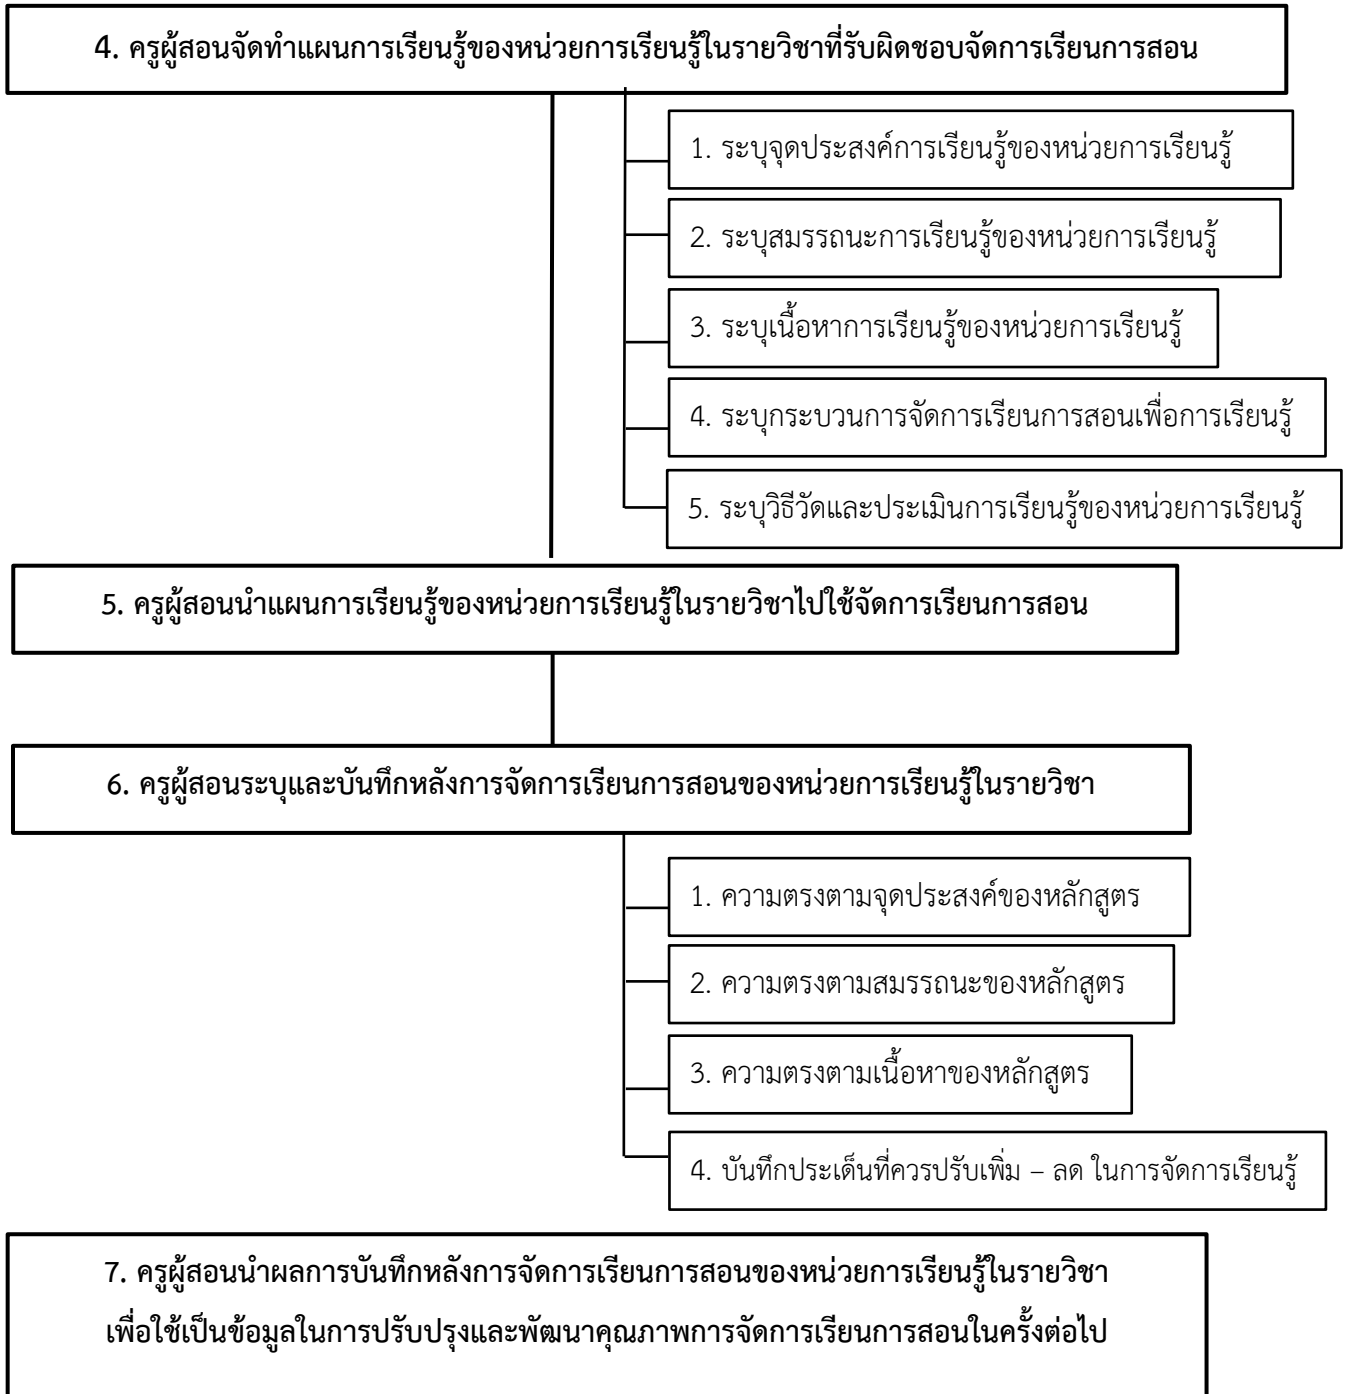 4. ครูผู้สอนจัดทำแผนการเรียนรู้ของหน่วยการเรียนรู้ในรายวิชาที่รับผิดชอบจัดการเรียนการสอน
1. ระบุจุดประสงค์การเรียนรู้ของหน่วยการเรียนรู้
2. ระบุสมรรถนะการเรียนรู้ของหน่วยการเรียนรู้
3. ระบุเนื้อหาการเรียนรู้ของหน่วยการเรียนรู้
4. ระบุกระบวนการจัดการเรียนการสอนเพื่อการเรียนรู้
5. ระบุวิธีวัดและประเมินการเรียนรู้ของหน่วยการเรียนรู้
5. ครูผู้สอนนำแผนการเรียนรู้ของหน่วยการเรียนรู้ในรายวิชาไปใช้จัดการเรียนการสอน
6. ครูผู้สอนระบุและบันทึกหลังการจัดการเรียนการสอนของหน่วยการเรียนรู้ในรายวิชา
1. ความตรงตามจุดประสงค์ของหลักสูตร
2. ความตรงตามสมรรถนะของหลักสูตร
3. ความตรงตามเนื้อหาของหลักสูตร
4. บันทึกประเด็นที่ควรปรับเพิ่ม – ลด ในการจัดการเรียนรู้
7. ครูผู้สอนนำผลการบันทึกหลังการจัดการเรียนการสอนของหน่วยการเรียนรู้ในรายวิชา
เพื่อใช้เป็นข้อมูลในการปรับปรุงและพัฒนาคุณภาพการจัดการเรียนการสอนในครั้งต่อไป